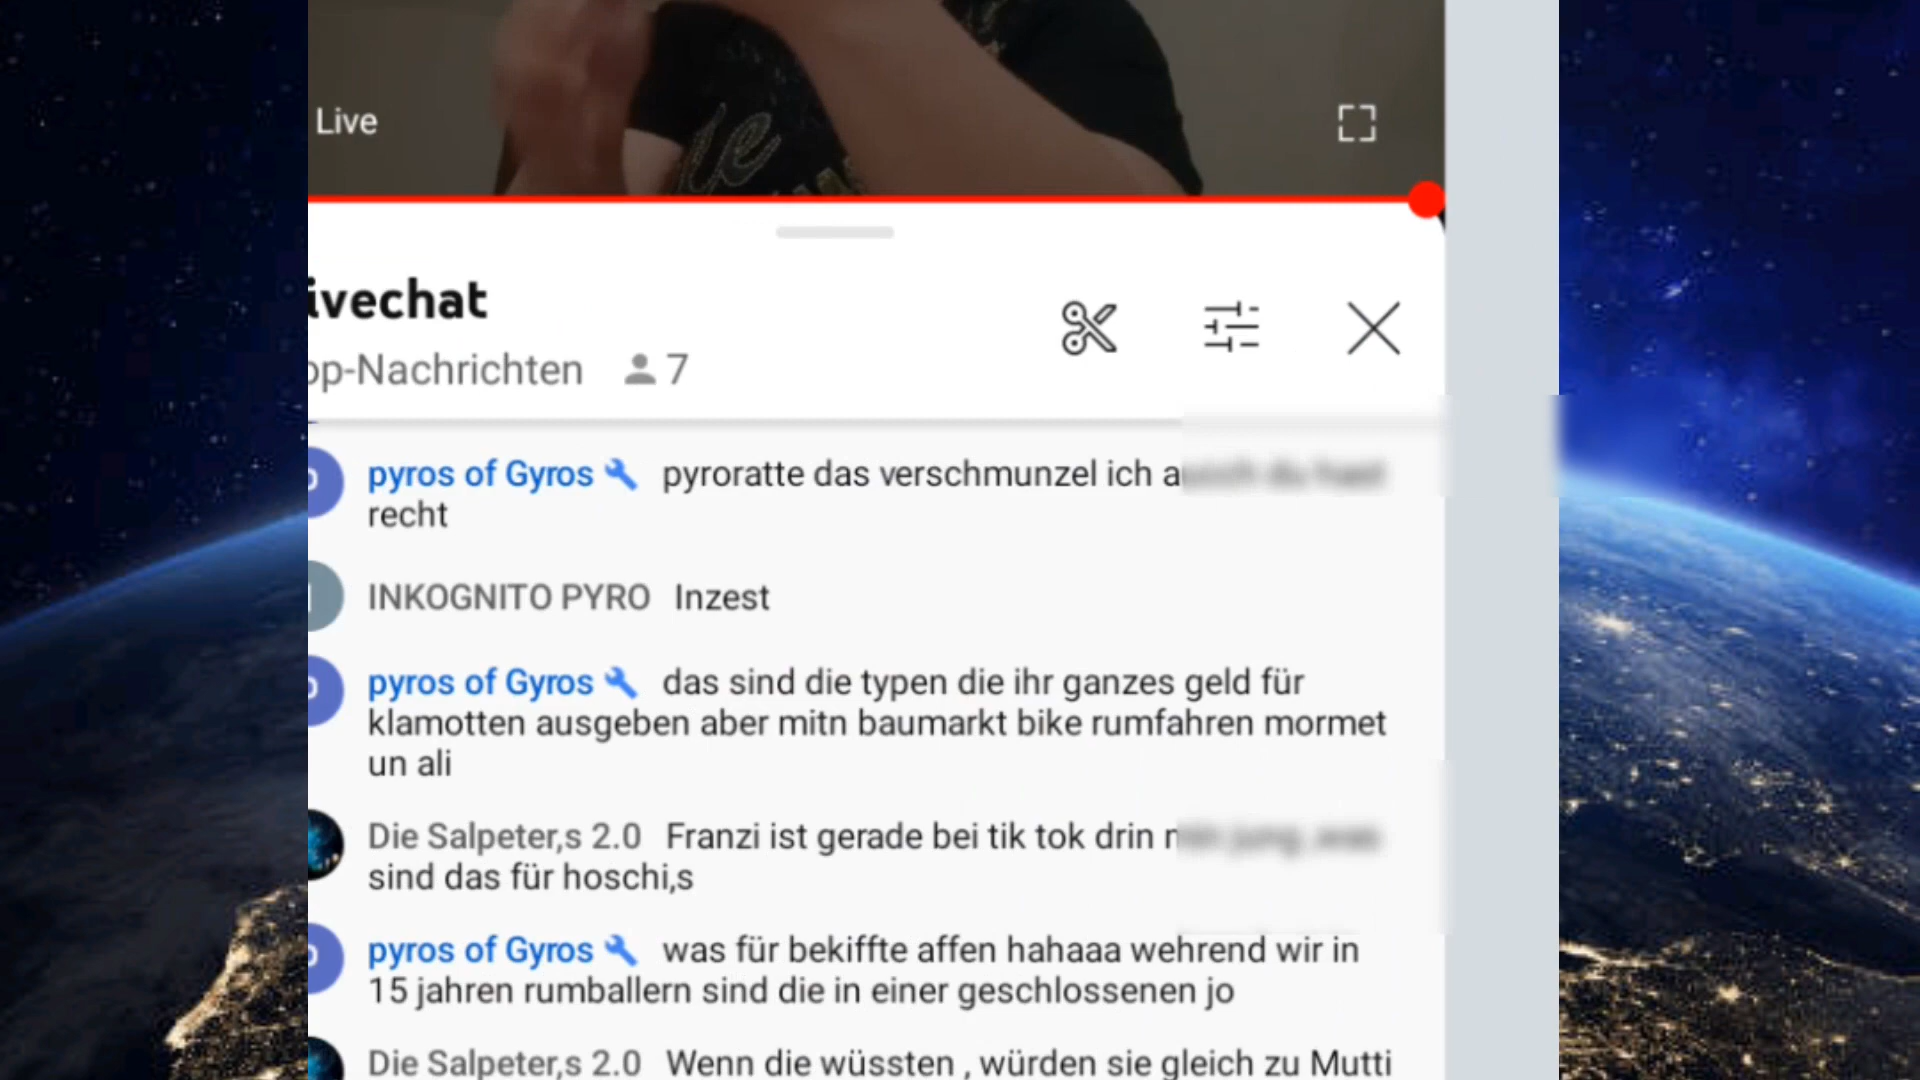 Live
ivechat
op-Nachrichten 7
pyros of Gyros pyroratte das verschmunzel ich
recht
INKOGNITO PYRO Inzest
pyros of Gyros das sind die typen die ihr ganzes geld für
klamotten ausgeben aber mitn baumarkt bike rumfahren mormet
un ali
Die Salpeter,s 2.0 Franzi ist gerade bei tik tok drin
sind das für hoschi,s
pyros of Gyros was für bekiffte affen hahaaa wehrend wir in
15 jahren rumballern sind die in einer geschlossenen jo
Die Salpeter,s 2.0 Wenn die wüssten , würden sie gleich zu Mutti